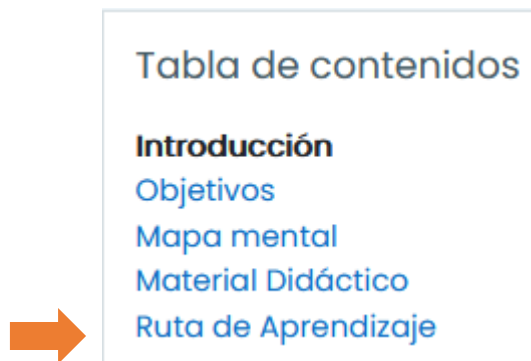 Tabla de contenidos
Introducción
Objetivos
Mapa mental
Material Didáctico
Ruta de Aprendizaje